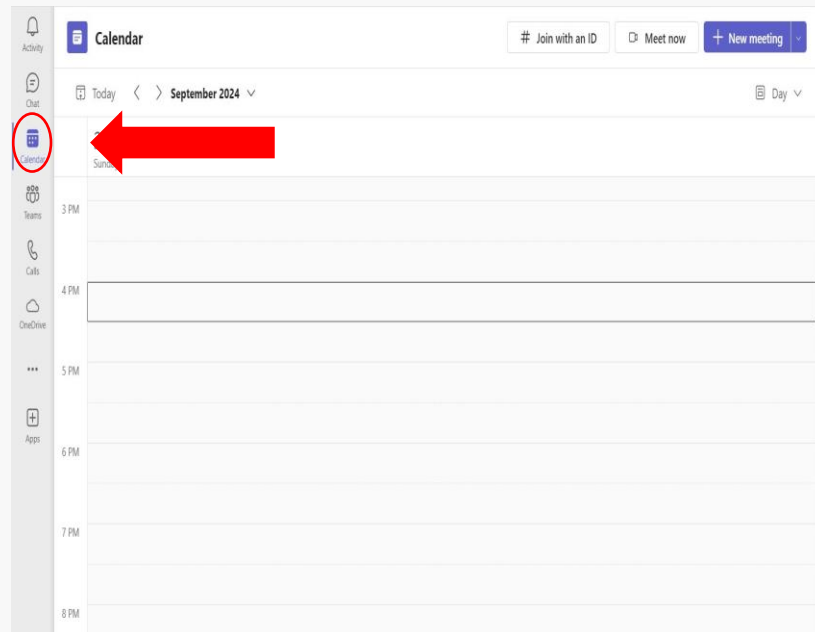 Activity
Calendar
# Join with an ID
Meet now
+ New meeting
Today
September 2024
Day
Chat
Calendar
Teams
3 PM
Calls
4 PM
OneDrive
5 PM
Apps
6 PM
7 PM
8 PM